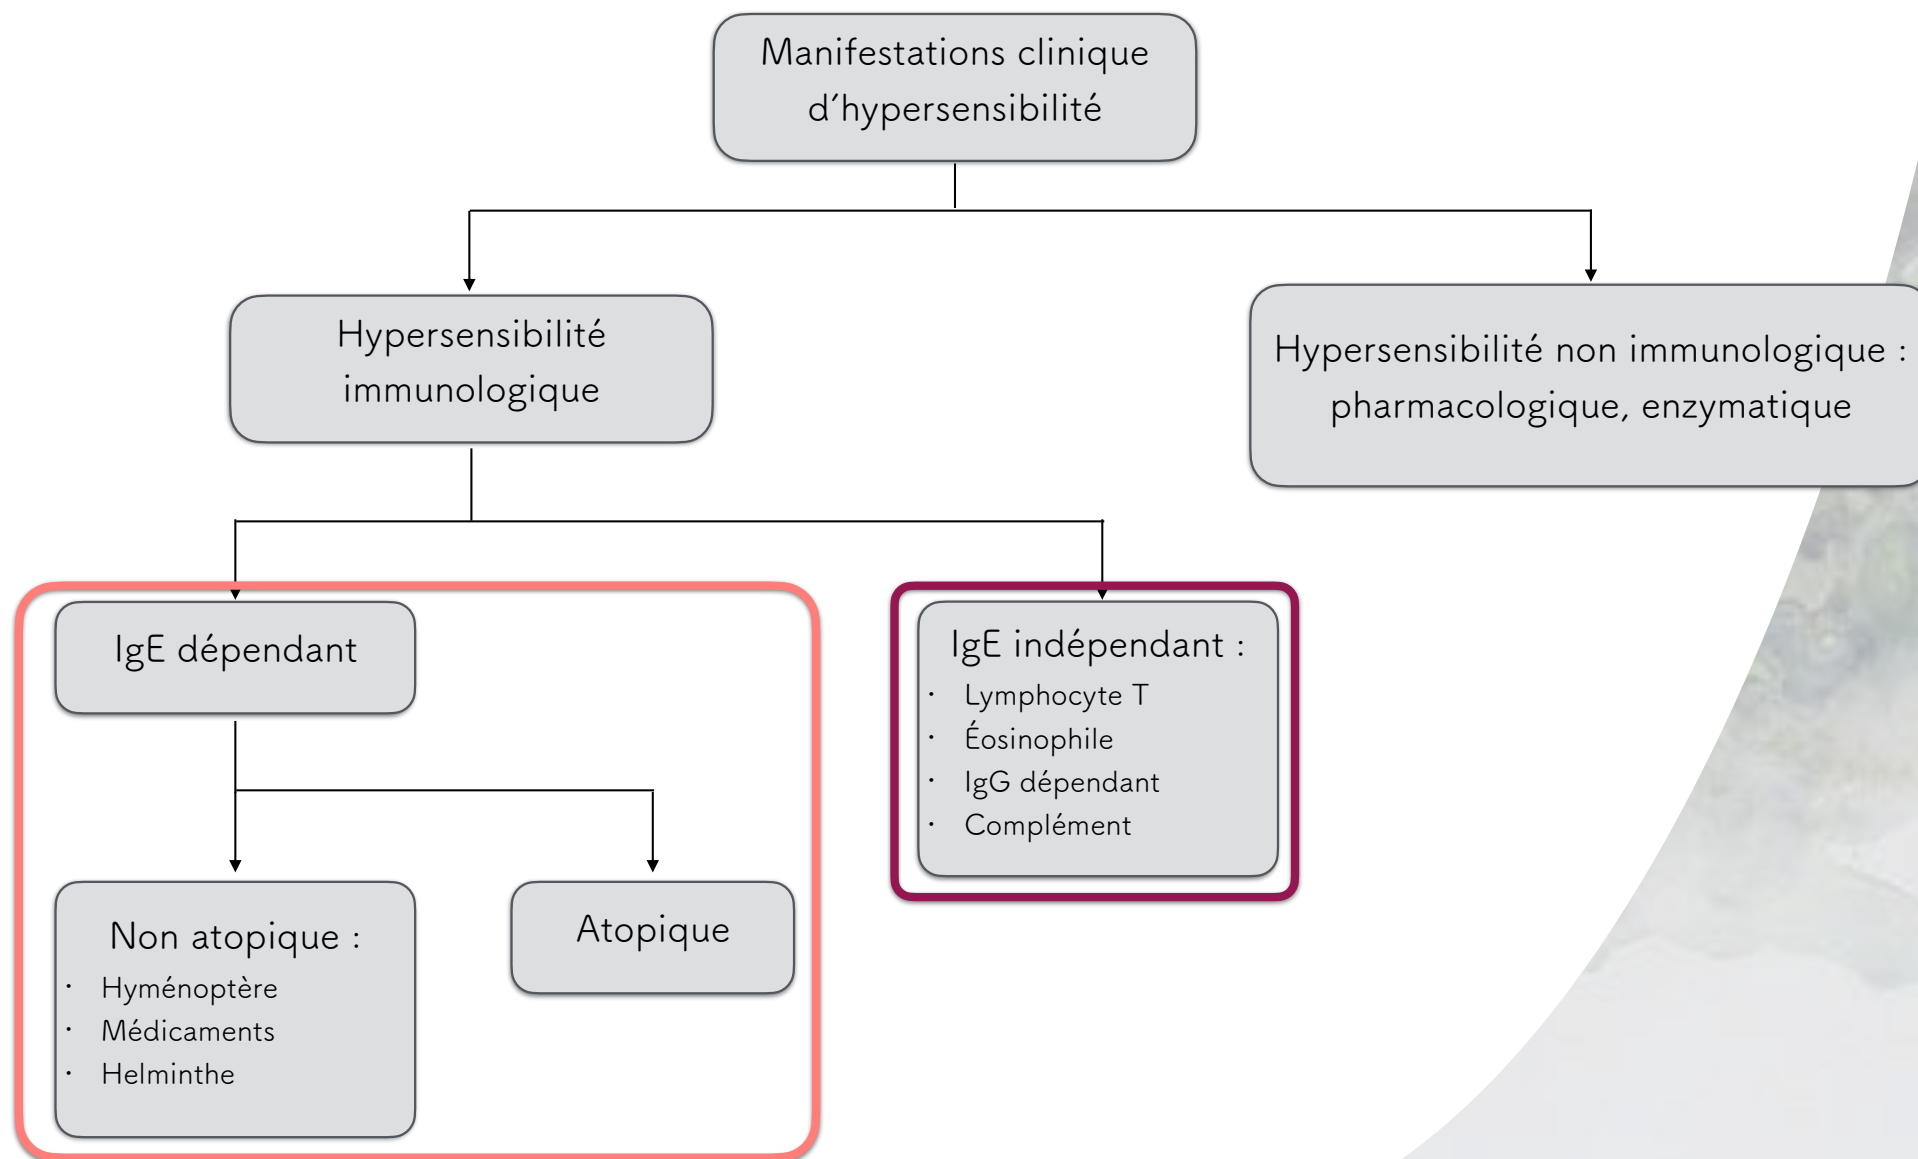 Manifestations clinique
d'hypersensibilité
Hypersensibilité
immunologique
Hypersensibilité non immunologique :
pharmacologique, enzymatique
IgE dépendant
IgE indépendant :
· Lymphocyte T
· Éosinophile
· IgG dépendant
· Complément
Non atopique :
· Hyménoptère
· Médicaments
· Helminthe
Atopique